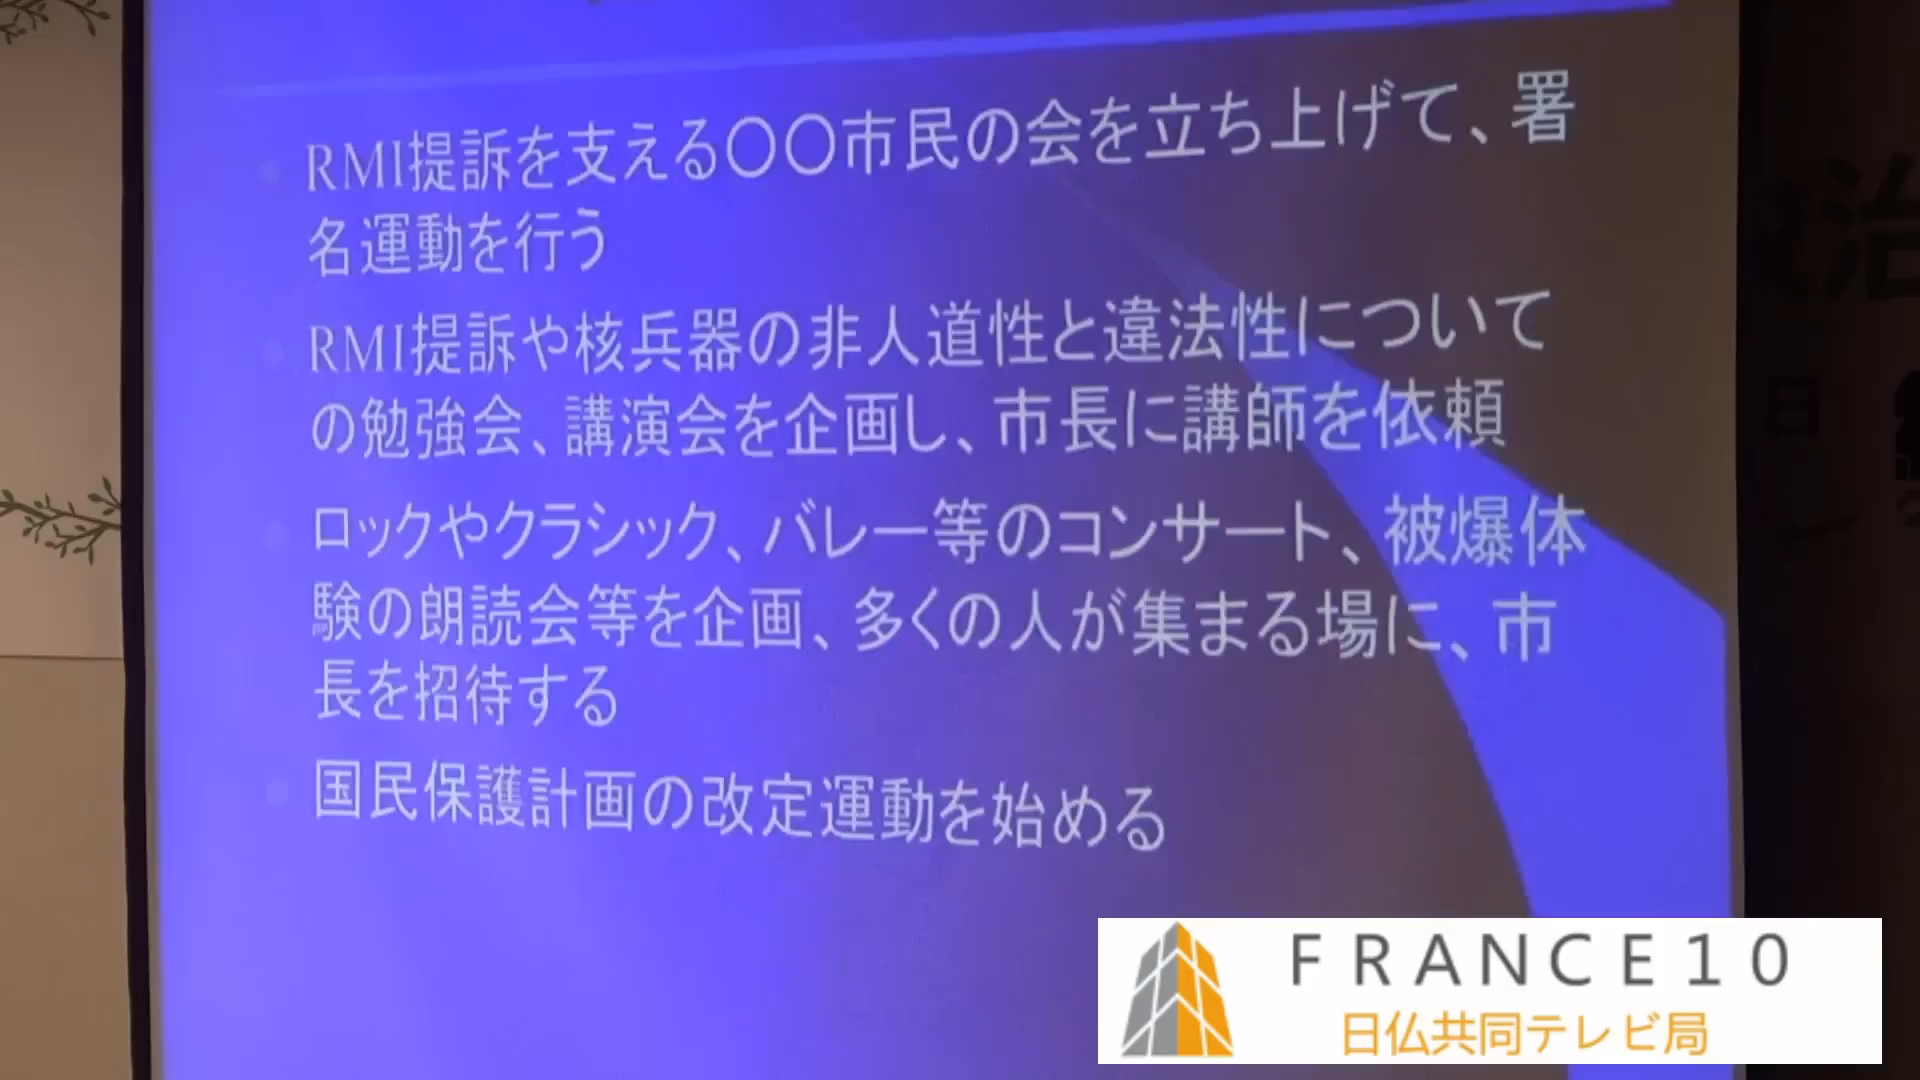 RMI提訴を支える〇〇市民の会を立ち上げて、署
名運動を行う
RMI提訴や核兵器の非人道性と違法性について
の勉強会、講演会を企画し、市長に講師を依頼
ロックやクラシック、バレー等のコンサート、被爆体
験の朗読会等を企画、多くの人が集まる場に、市
長を招待する
国民保護計画の改定運動を始める
治
日
FRANCE10
日仏共同テレビ局